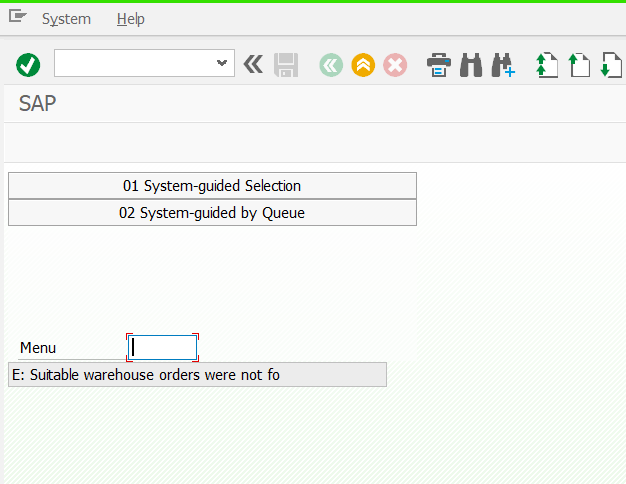 System Help
SAP
01 System-guided Selection
02 System-guided by Queue
Menu
E: Suitable warehouse orders were not fo